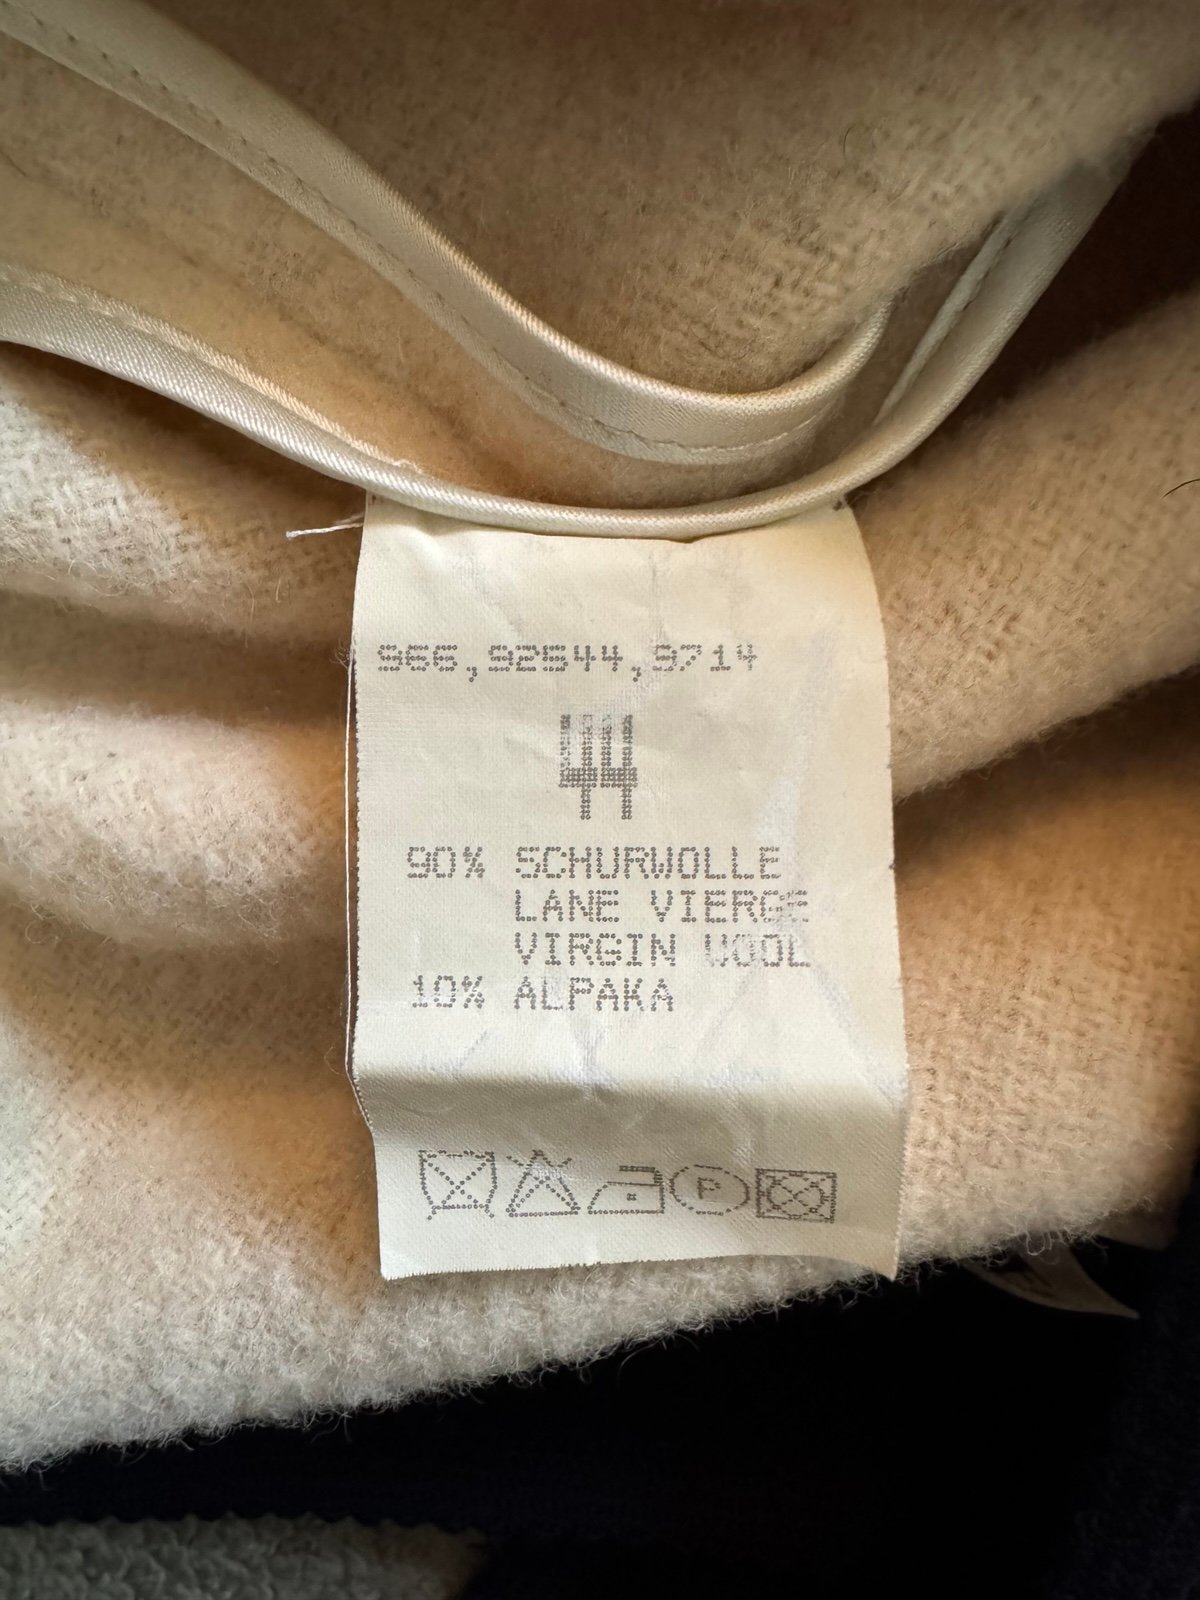 966,92544,9714
44
90% SCHURWOLLE
LANE VIERGE
VIRGIN WOOL
10% ALPAKA
P